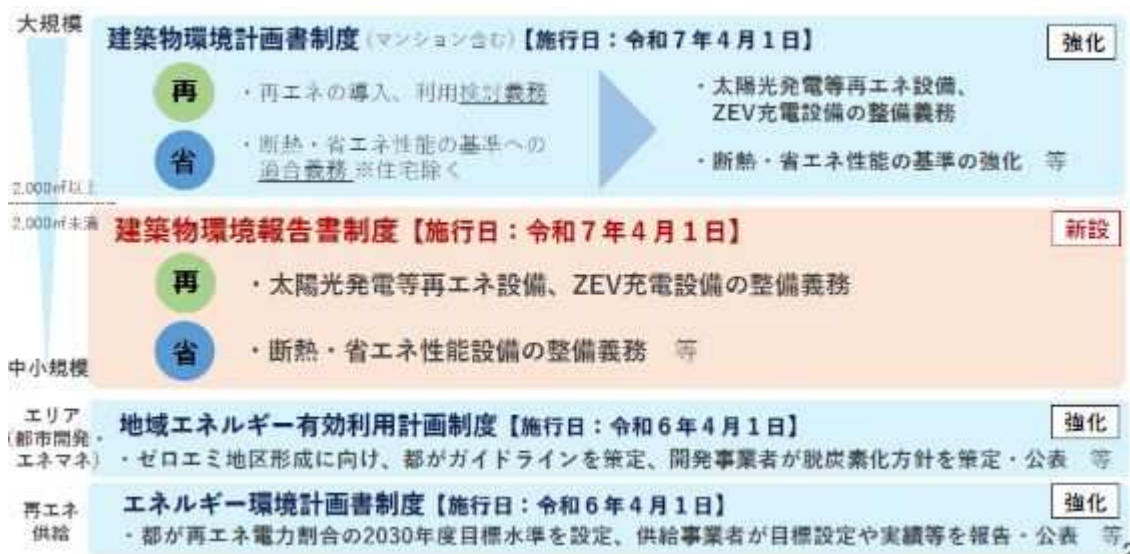 大規模
建築物環境計画書制度(マンション含む)【施行日：令和７年４月１日】
強化
再
・再エネの導入、利用検討義務
省
・断熱・省エネ性能の基準への
適合義務 ※住宅除く
・太陽光発電等再エネ設備、
ZEV充電設備の整備義務
・断熱・省エネ性能の基準の強化　等
2,000㎡以上
2,000㎡未満
建築物環境報告書制度【施行日：令和７年４月１日】
新設
再
・太陽光発電等再エネ設備、ZEV充電設備の整備義務
省
・断熱・省エネ性能設備の整備義務　等
中小規模
エリア
(都市開発・
エネマネ)
地域エネルギー有効利用計画制度【施行日：令和６年４月１日】
強化
・ゼロエミ地区形成に向け、都がガイドラインを策定、開発事業者が脱炭素化方針を策定・公表　等
再エネ
供給
エネルギー環境計画書制度【施行日：令和６年４月１日】
強化
・都が再エネ電力割合の2030年度目標水準を設定、供給事業者が目標設定や実績等を報告・公表　等